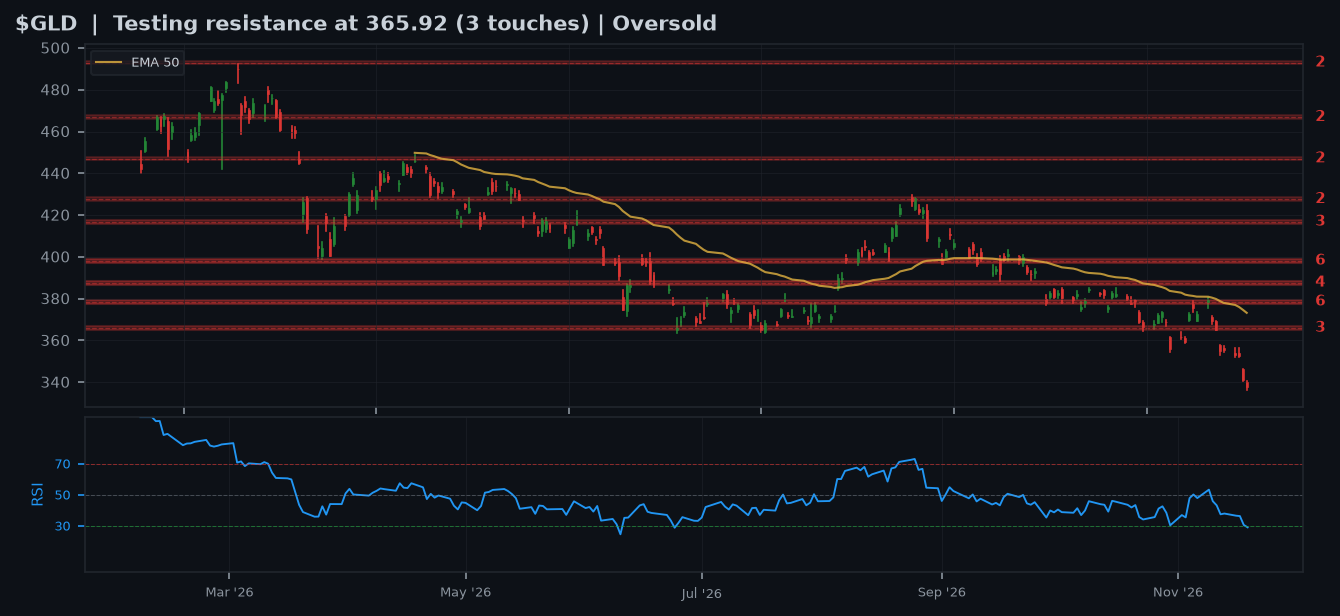 $GLD | Testing resistance at 365.92 (3 touches) | Oversold
EMA 50
500
480
460
440
420
400
380
360
340
2
2
2
2
3
6
4
6
3
RSI
70
50
30
Mar '26
May '26
Jul '26
Sep '26
Nov '26